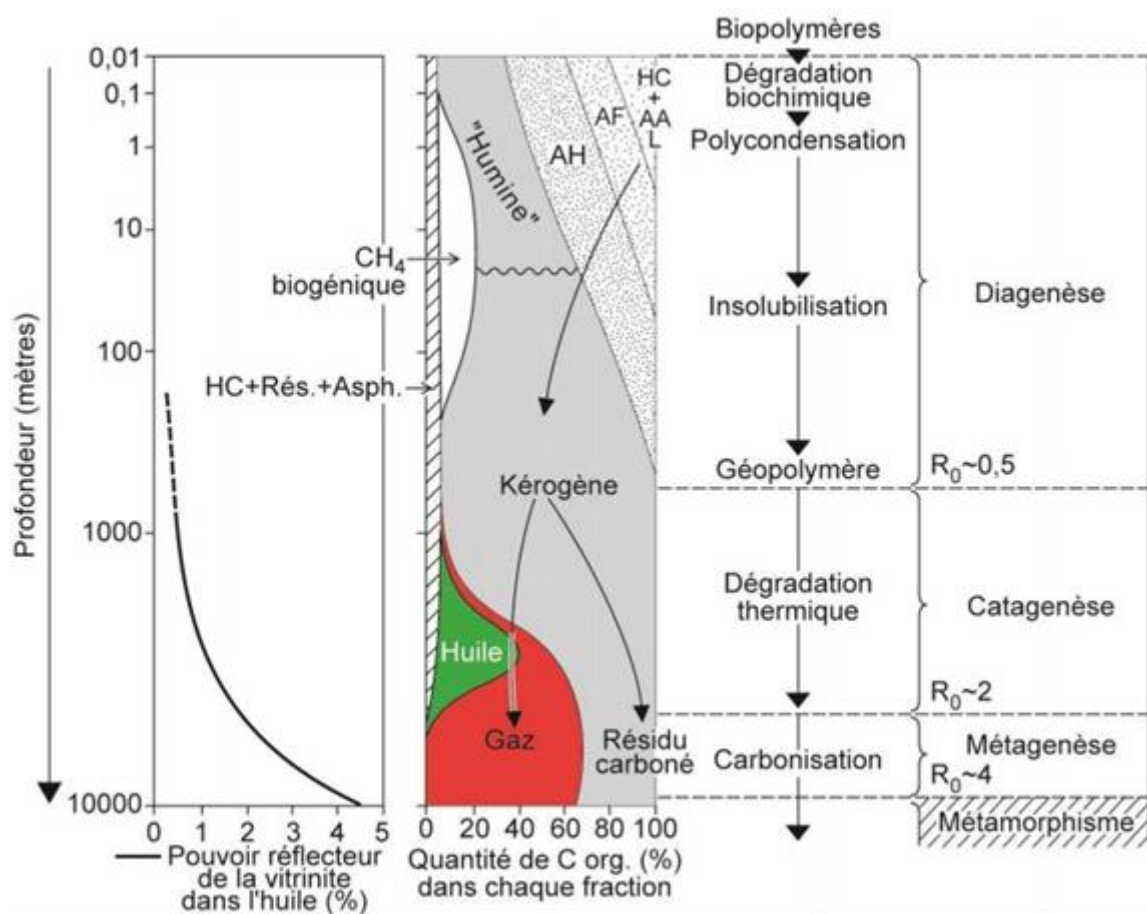 Profondeur (mètres)
0,01
0,1
1
10
100
1000
10000
0
1
2
3
4
5
Pouvoir réflecteur
de la vitrinite
dans l'huile (%)
"Humine"
AH
AF
HC
+
AA
L
CH4
biogénique
HC+Rés.+Asph.
Kérogène
Huile
Gaz
Résidu
carboné
0
20
40
60
80
100
Quantité de C org. (%)
dans chaque fraction
Biopolymères
Dégradation
biochimique
Polycondensation
Insolubilisation
Géopolymère
Dégradation
thermique
Carbonisation
Diagenèse
R0~0,5
Catagenèse
R0~2
Métagenèse
R0~4
Métamorphisme